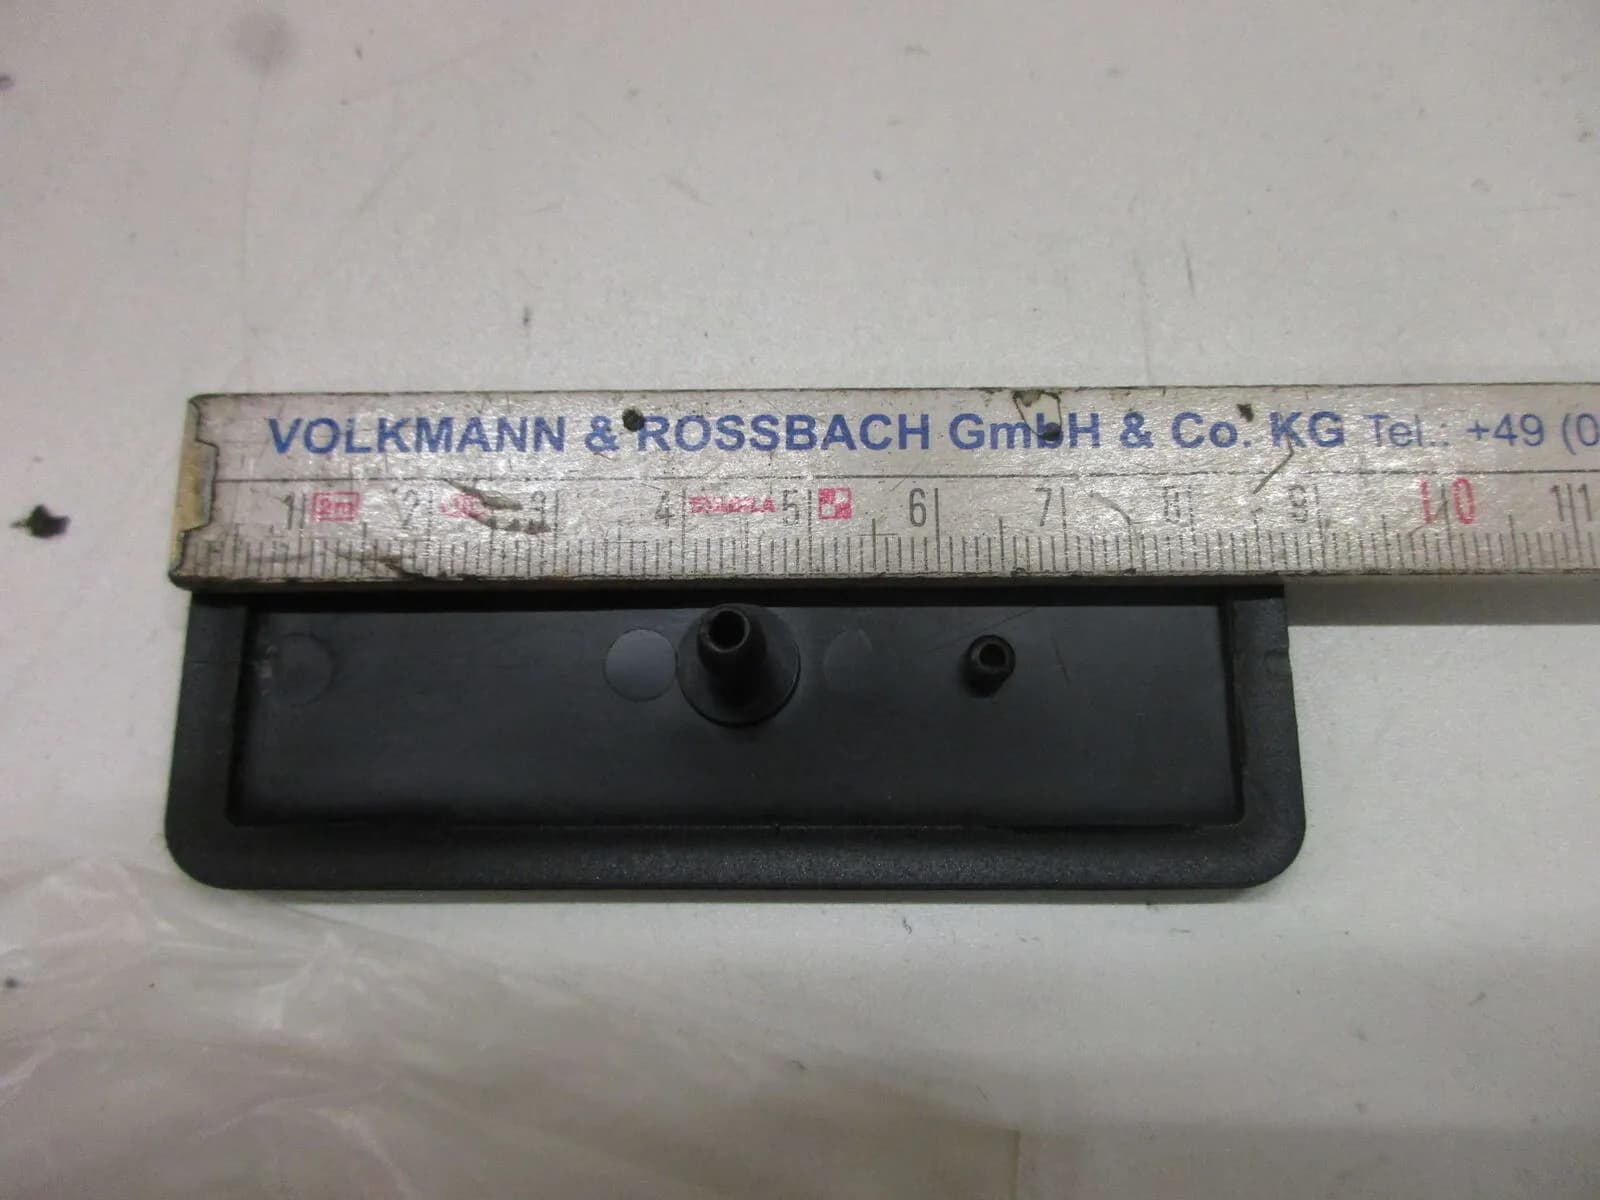 VOLKMANN & ROSSBACH GmbH & Co. KG Tel.: +49 (0
1 2m 2 3 4 5 6 7 8 9 10 11